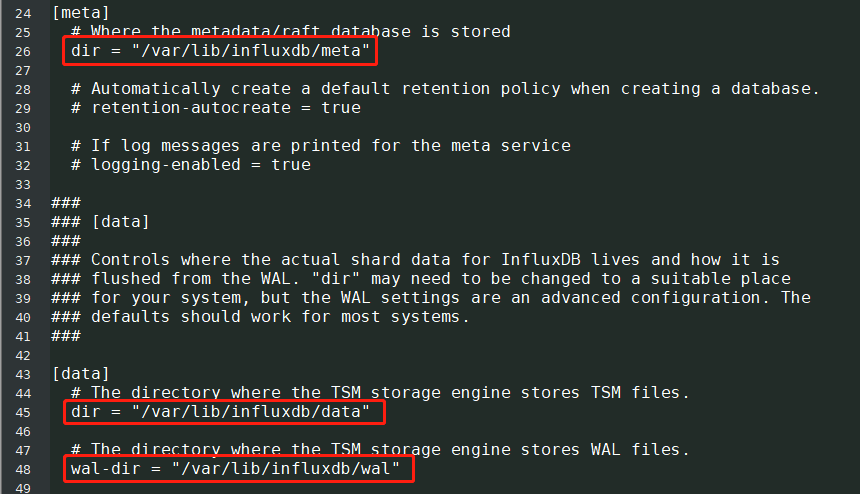 24 [meta]
25   # Where the metadata/raft database is stored
26   dir = "/var/lib/influxdb/meta"
27
28   # Automatically create a default retention policy when creating a database.
29   # retention-autocreate = true
30
31   # If log messages are printed for the meta service
32   # logging-enabled = true
33
34 ###
35 ### [data]
36 ###
37 ### Controls where the actual shard data for InfluxDB lives and how it is
38 ### flushed from the WAL. "dir" may need to be changed to a suitable place
39 ### for your system, but the WAL settings are an advanced configuration. The
40 ### defaults should work for most systems.
41 ###
42
43 [data]
44   # The directory where the TSM storage engine stores TSM files.
45   dir = "/var/lib/influxdb/data"
46
47   # The directory where the TSM storage engine stores WAL files.
48   wal-dir = "/var/lib/influxdb/wal"
49